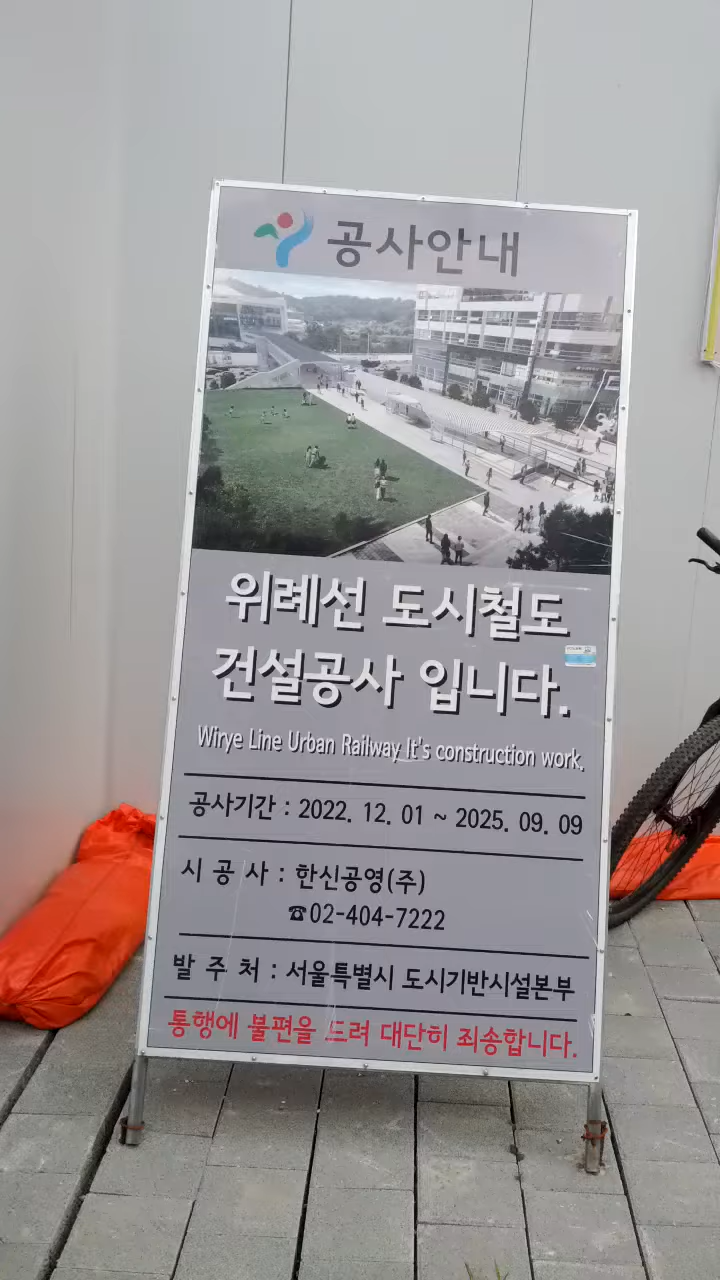 공사안내
위례선 도시철도
건설공사 입니다.
Wirye Line Urban Railway It's construction work.
공사기간 : 2022. 12. 01 ~ 2025. 09. 09
시 공 사 : 한신공영(주)
☎02-404-7222
발 주 처 : 서울특별시 도시기반시설본부
통행에 불편을 드려 대단히 죄송합니다.